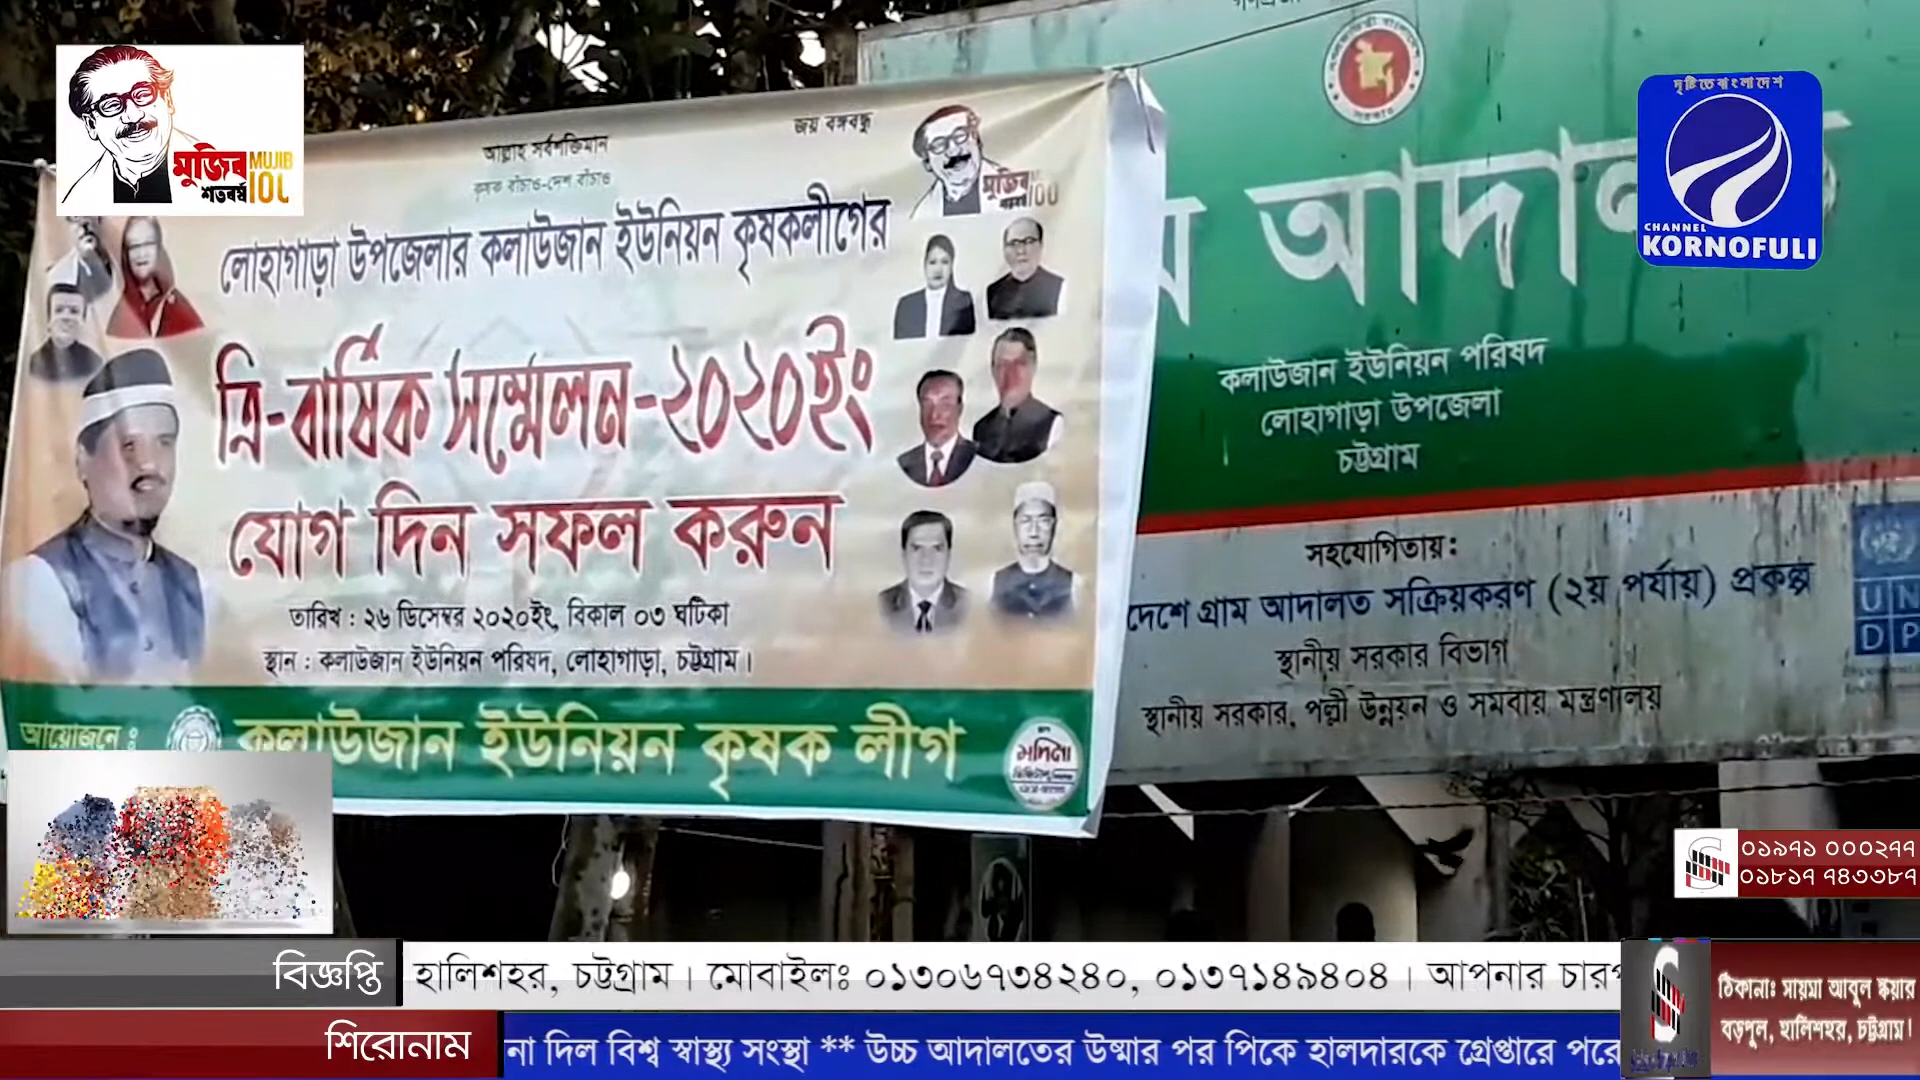 মুজিব
শতবর্ষ
MUJIB
100
আল্লাহ সর্বশক্তিমান
জয় বঙ্গবন্ধু
কৃষক বাঁচাও-দেশ বাঁচাও
মুজিব
লোহাগাড়া উপজেলার কলাউজান ইউনিয়ন কৃষকলীগের
ত্রি-বার্ষিক সম্মেলন-২০২০ইং
যোগ দিন সফল করুন
তারিখ : ২৬ ডিসেম্বর ২০২০ইং, বিকাল ০৩ ঘটিকা
স্থান : কলাউজান ইউনিয়ন পরিষদ, লোহাগাড়া, চট্টগ্রাম।
আয়োজনে :
কলাউজান ইউনিয়ন কৃষক লীগ
মদিনা
আদাল
কলাউজান ইউনিয়ন পরিষদ
লোহাগাড়া উপজেলা
চট্টগ্রাম
সহযোগিতায় :
দেশে গ্রাম আদালত সক্রিয়করণ (২য় পর্যায়) প্রকল্প
স্থানীয় সরকার বিভাগ
স্থানীয় সরকার, পল্লী উন্নয়ন ও সমবায় মন্ত্রণালয়
UN
DP
দৃষ্টিতে বাংলাদেশ
CHANNEL
KORNOFULI
০১৯৭১ ০০০২৭৭
০১৮১৭ ৭৪৩৩৮৭
বিজ্ঞপ্তি
হালিশহর, চট্টগ্রাম। মোবাইলঃ ০১৩০৬৭৩৪২৪০, ০১৩৭১৪৯৪০৪। আপনার চারপ
শিরোনাম
না দিল বিশ্ব স্বাস্থ্য সংস্থা ** উচ্চ আদালতের উষ্মার পর পিকে হালদারকে গ্রেপ্তারে পরে
ঠিকানাঃ সায়মা আবুল স্কয়ার
বড়পুল, হালিশহর, চট্টগ্রাম।